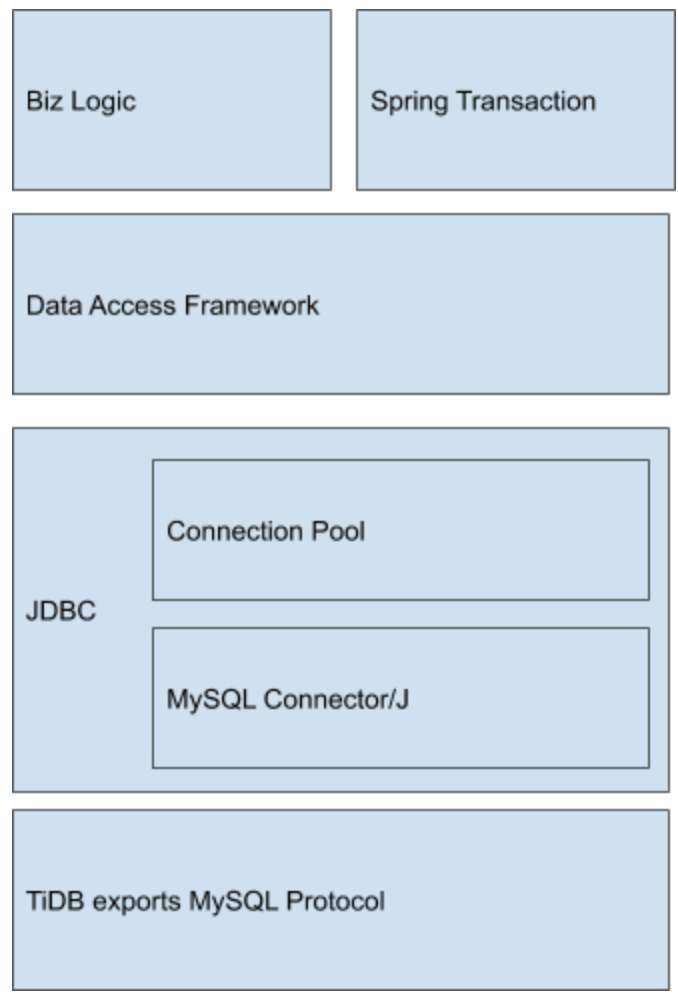 Biz Logic
Spring Transaction
Data Access Framework
Connection Pool
JDBC
MySQL Connector/J
TiDB exports MySQL Protocol